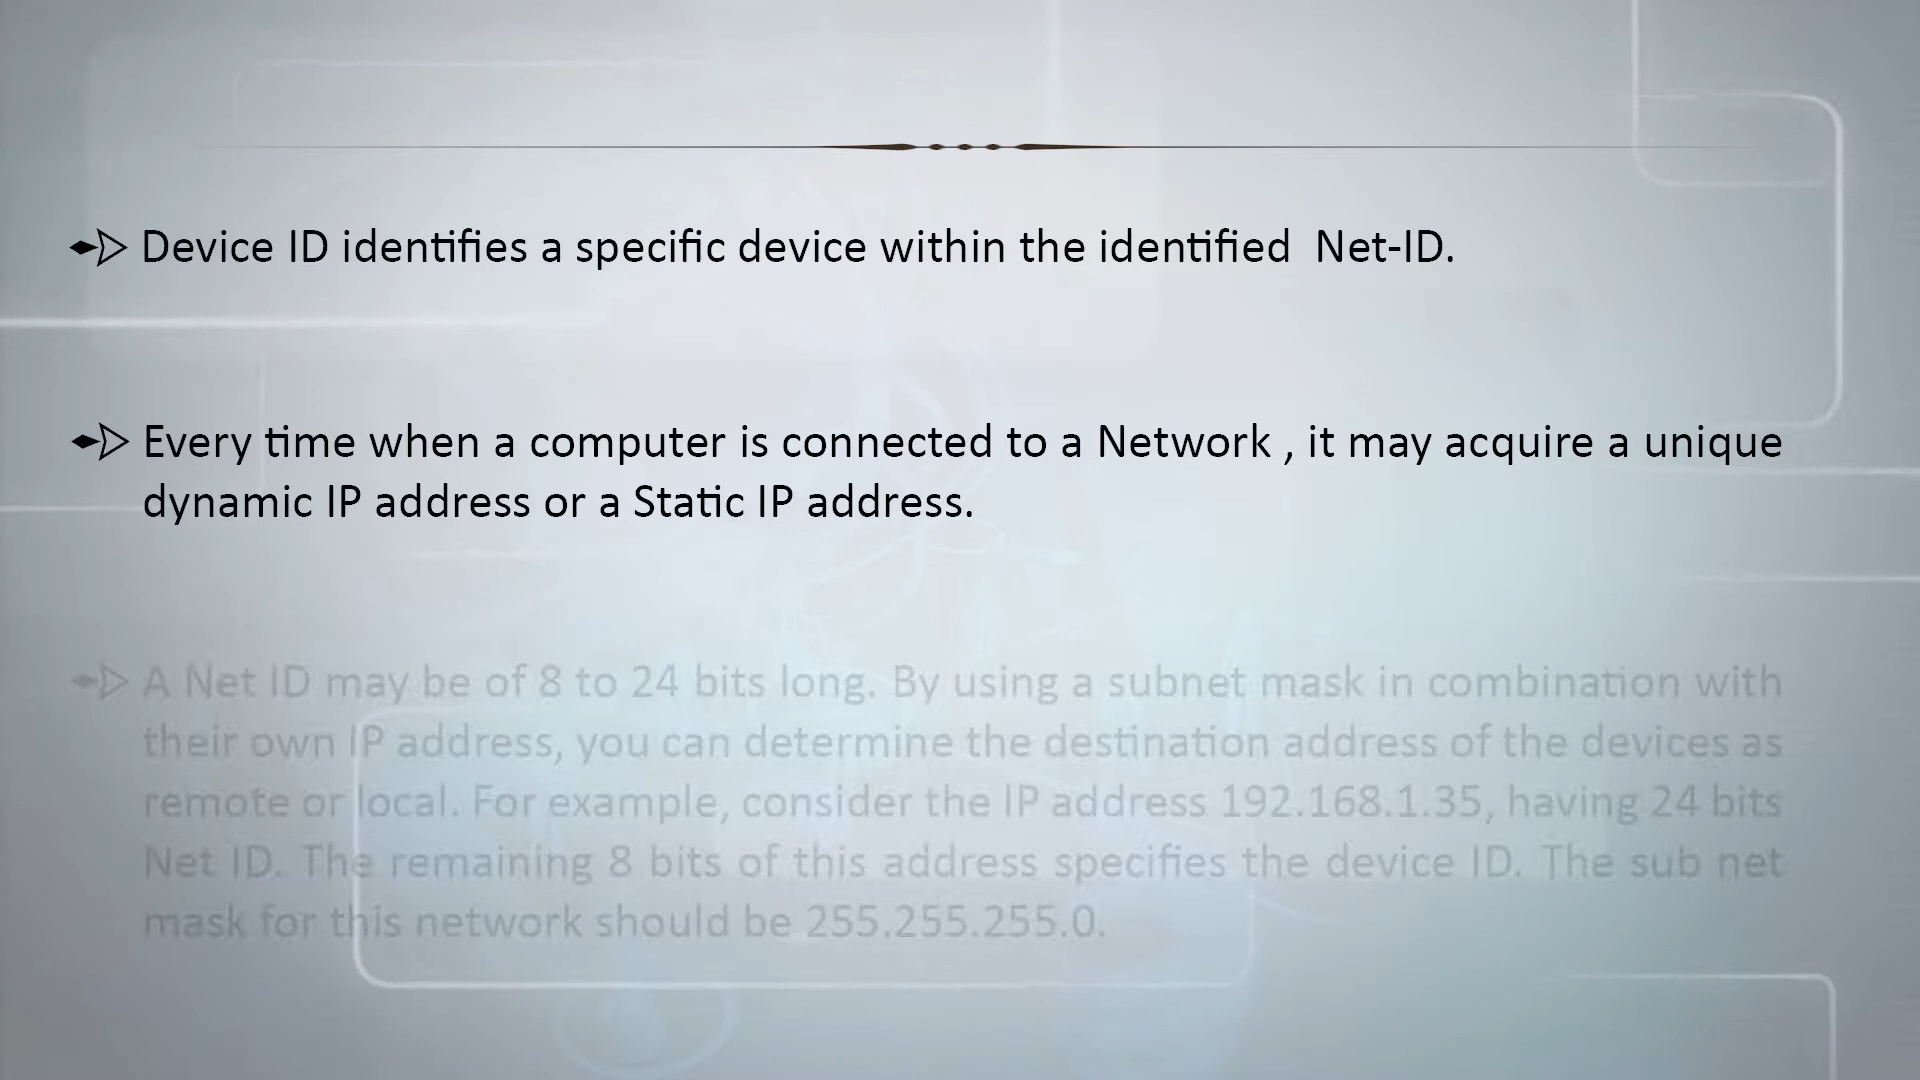 Device ID identifies a specific device within the identified Net-ID.
Every time when a computer is connected to a Network , it may acquire a unique
dynamic IP address or a Static IP address.
A Net ID may be of 8 to 24 bits long. By using a subnet mask in combination with
their own IP address, you can determine the destination address of the devices as
remote or local. For example, consider the IP address 192.168.1.35, having 24 bits
Net ID. The remaining 8 bits of this address specifies the device ID. The sub net
mask for this network should be 255.255.255.0.